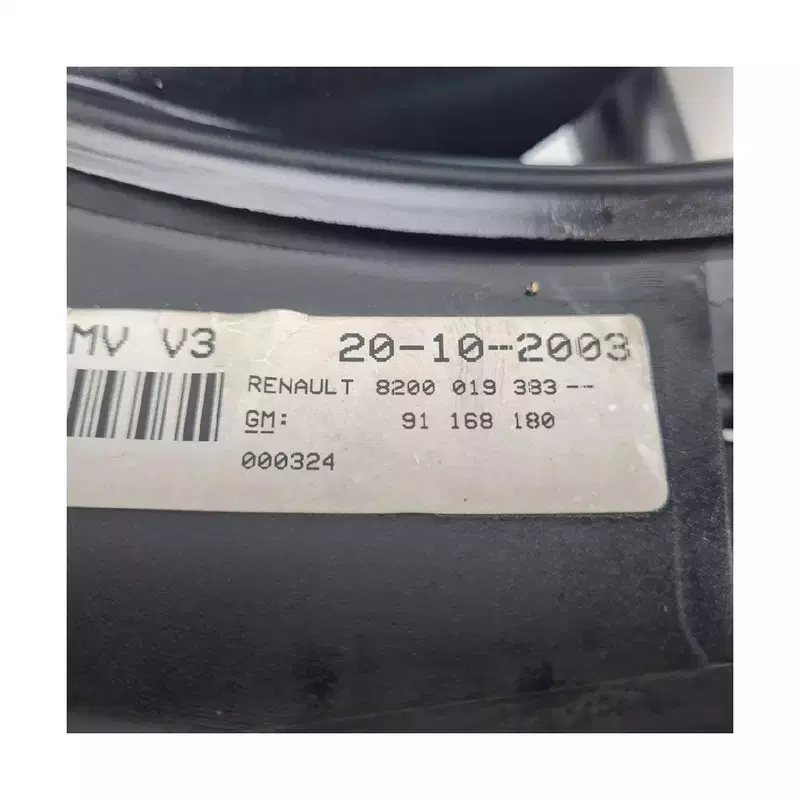 MV V3 20-10-2003
RENAULT 8200 019 383--
GM: 91 168 180
000324